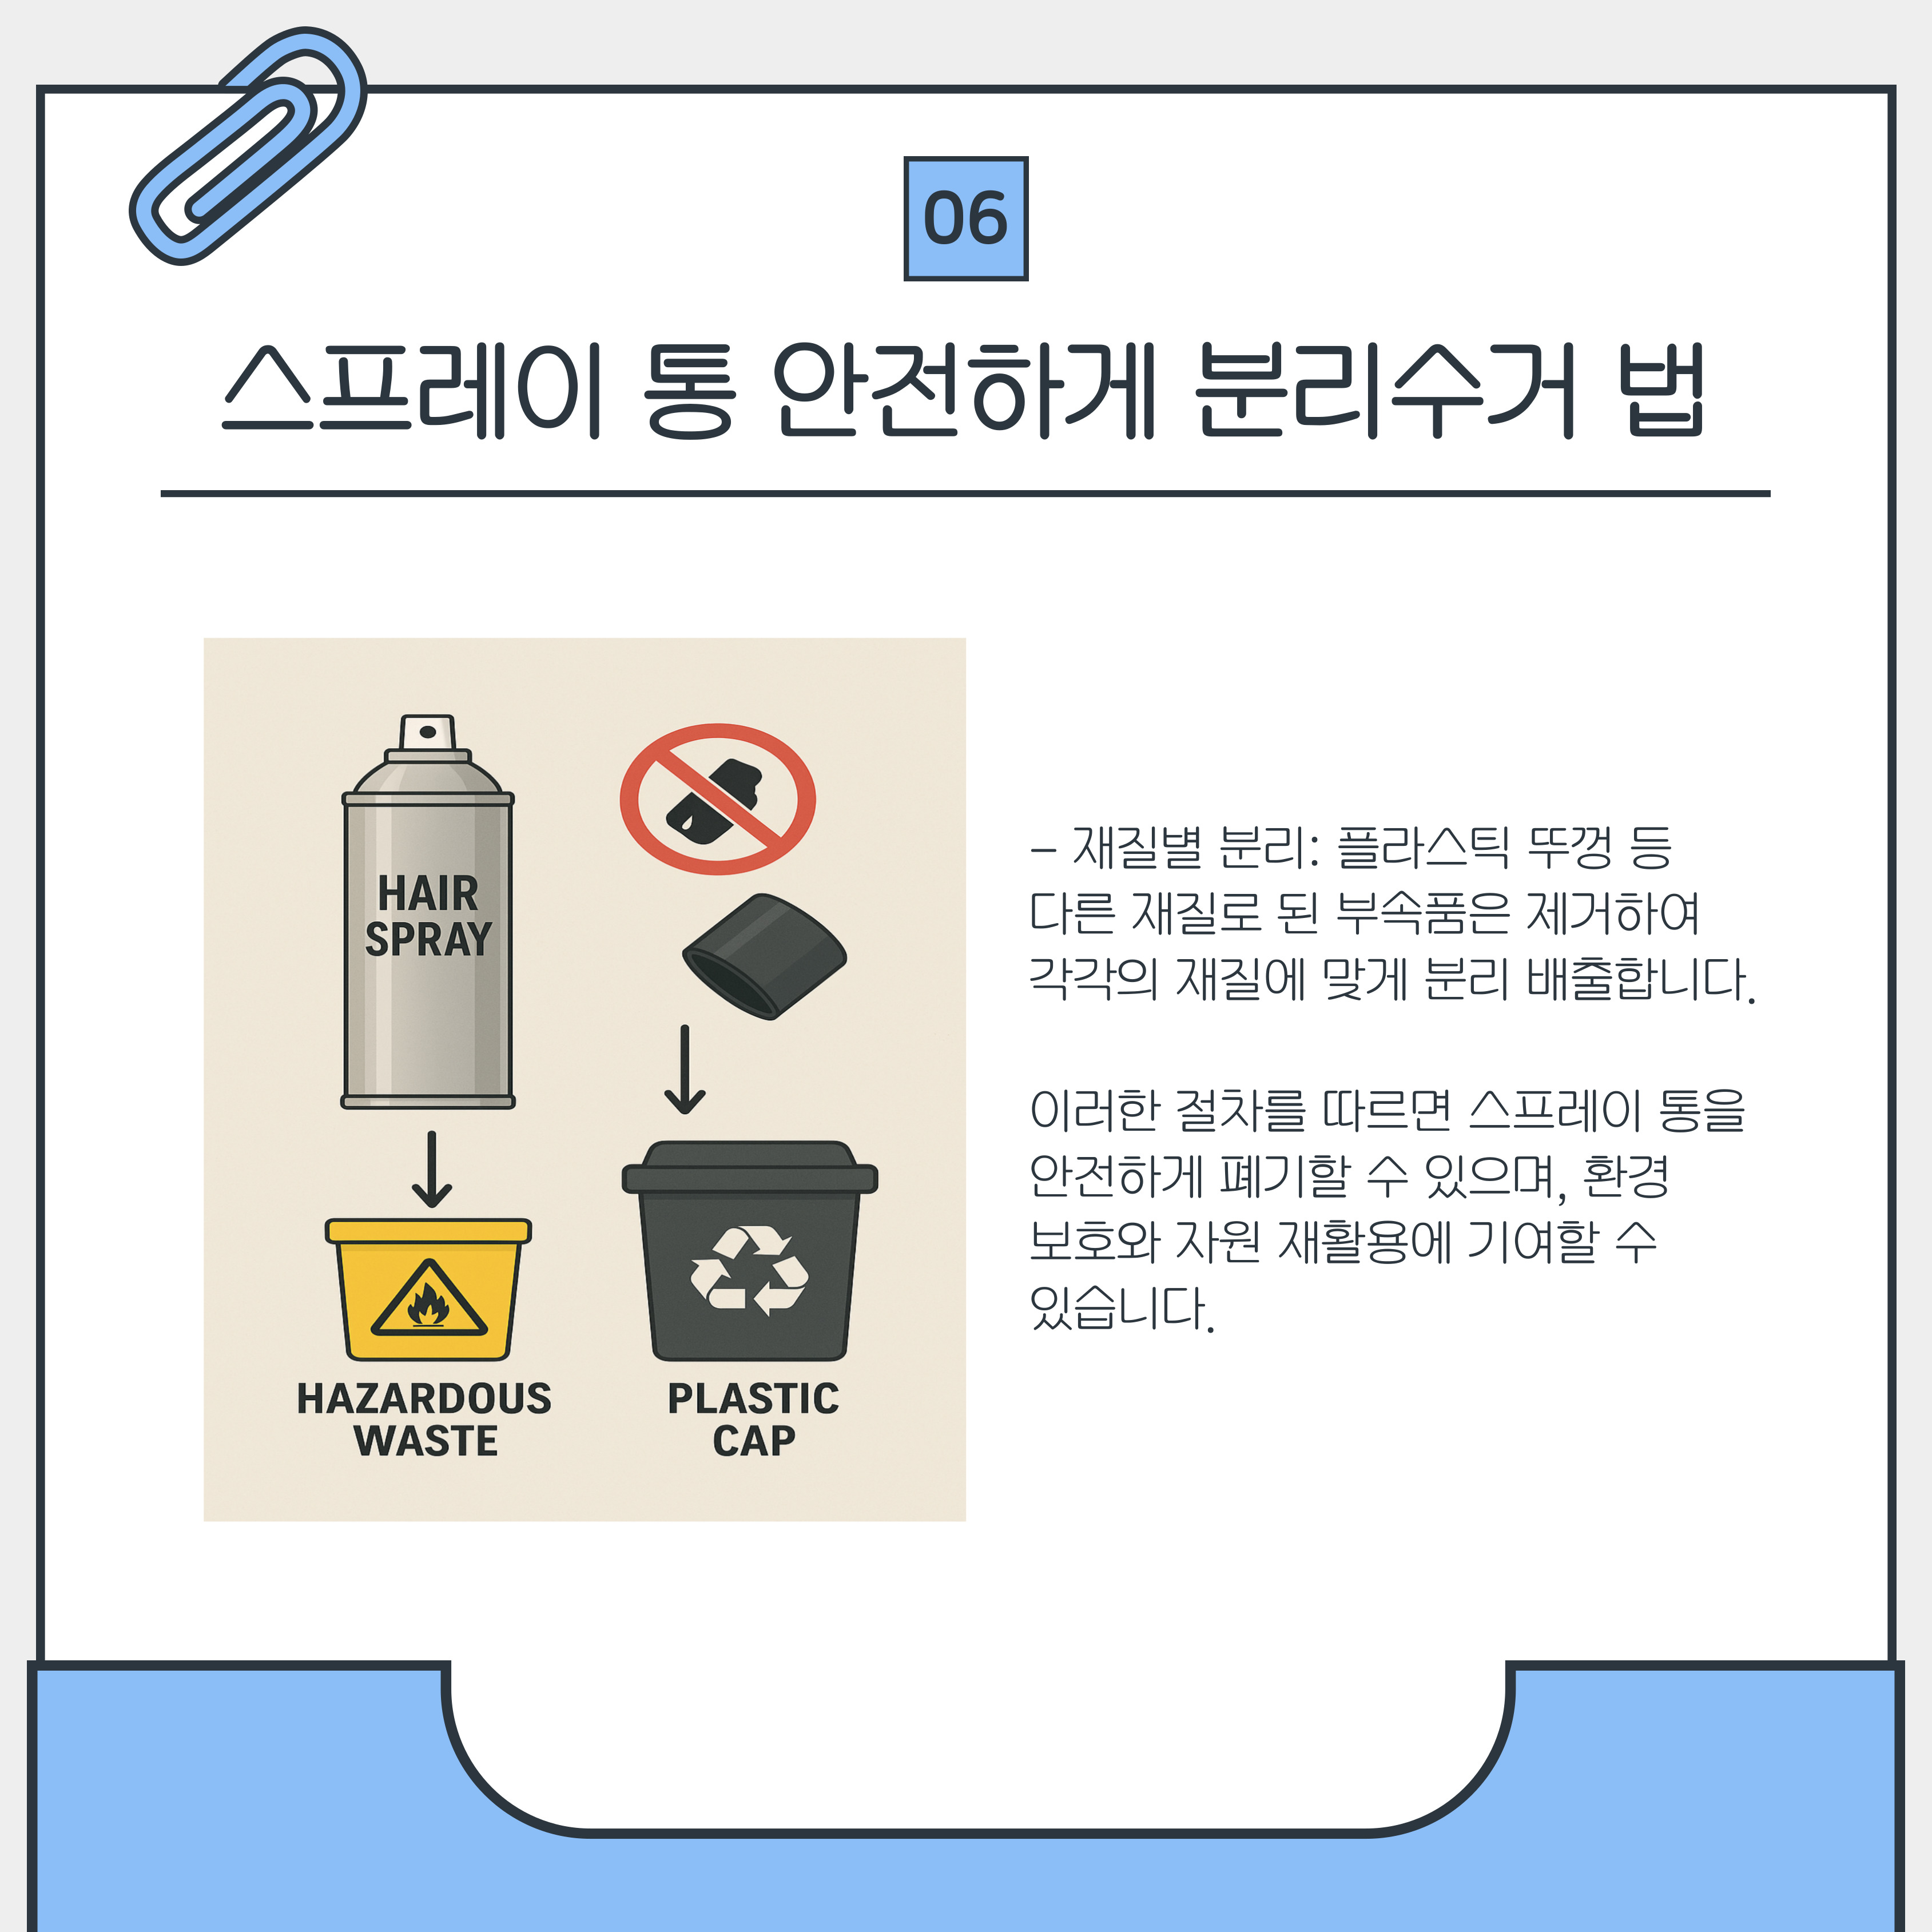 06
스프레이 통 안전하게 분리수거 법
HAIR
SPRAY
HAZARDOUS
WASTE
PLASTIC
CAP
- 재질별 분리: 플라스틱 뚜껑 등
다른 재질로 된 부속품은 제거하여
각각의 재질에 맞게 분리 배출합니다.
이러한 절차를 따르면 스프레이 통을
안전하게 폐기할 수 있으며, 환경
보호와 자원 재활용에 기여할 수
있습니다.